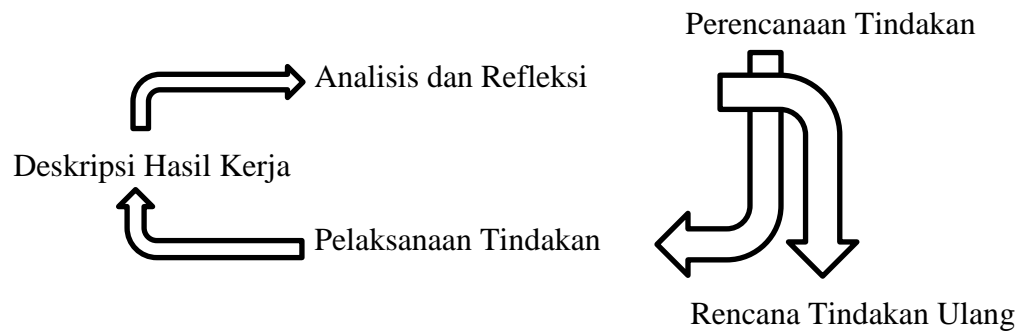 Perencanaan Tindakan
Analisis dan Refleksi
Deskripsi Hasil Kerja
Pelaksanaan Tindakan
Rencana Tindakan Ulang